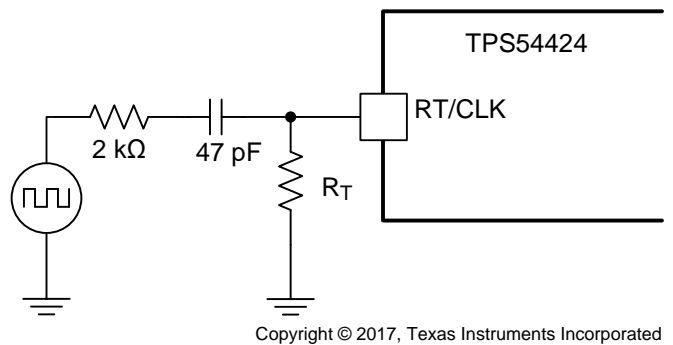 TPS54424
RT/CLK
2 kΩ
47 pF
RT
Copyright © 2017, Texas Instruments Incorporated